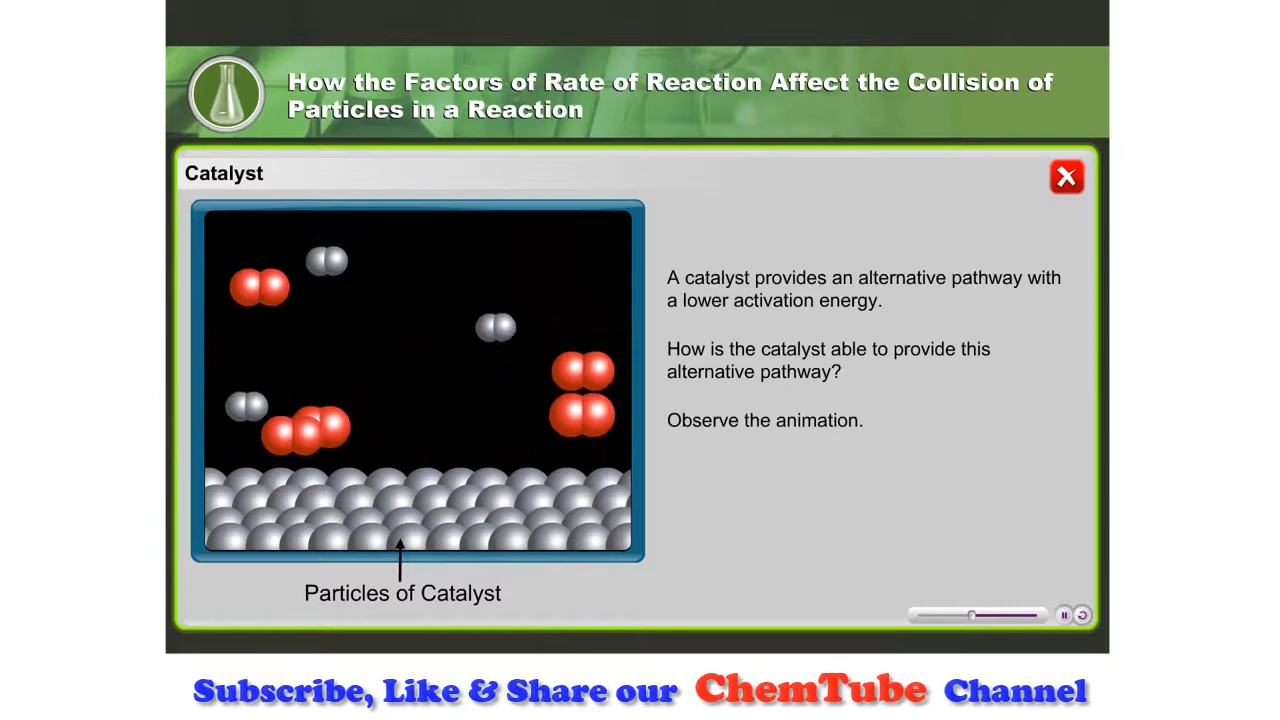 How the Factors of Rate of Reaction Affect the Collision of
Particles in a Reaction
Catalyst
A catalyst provides an alternative pathway with
a lower activation energy.
How is the catalyst able to provide this
alternative pathway?
Observe the animation.
Particles of Catalyst
Subscribe, Like & Share our ChemTube Channel